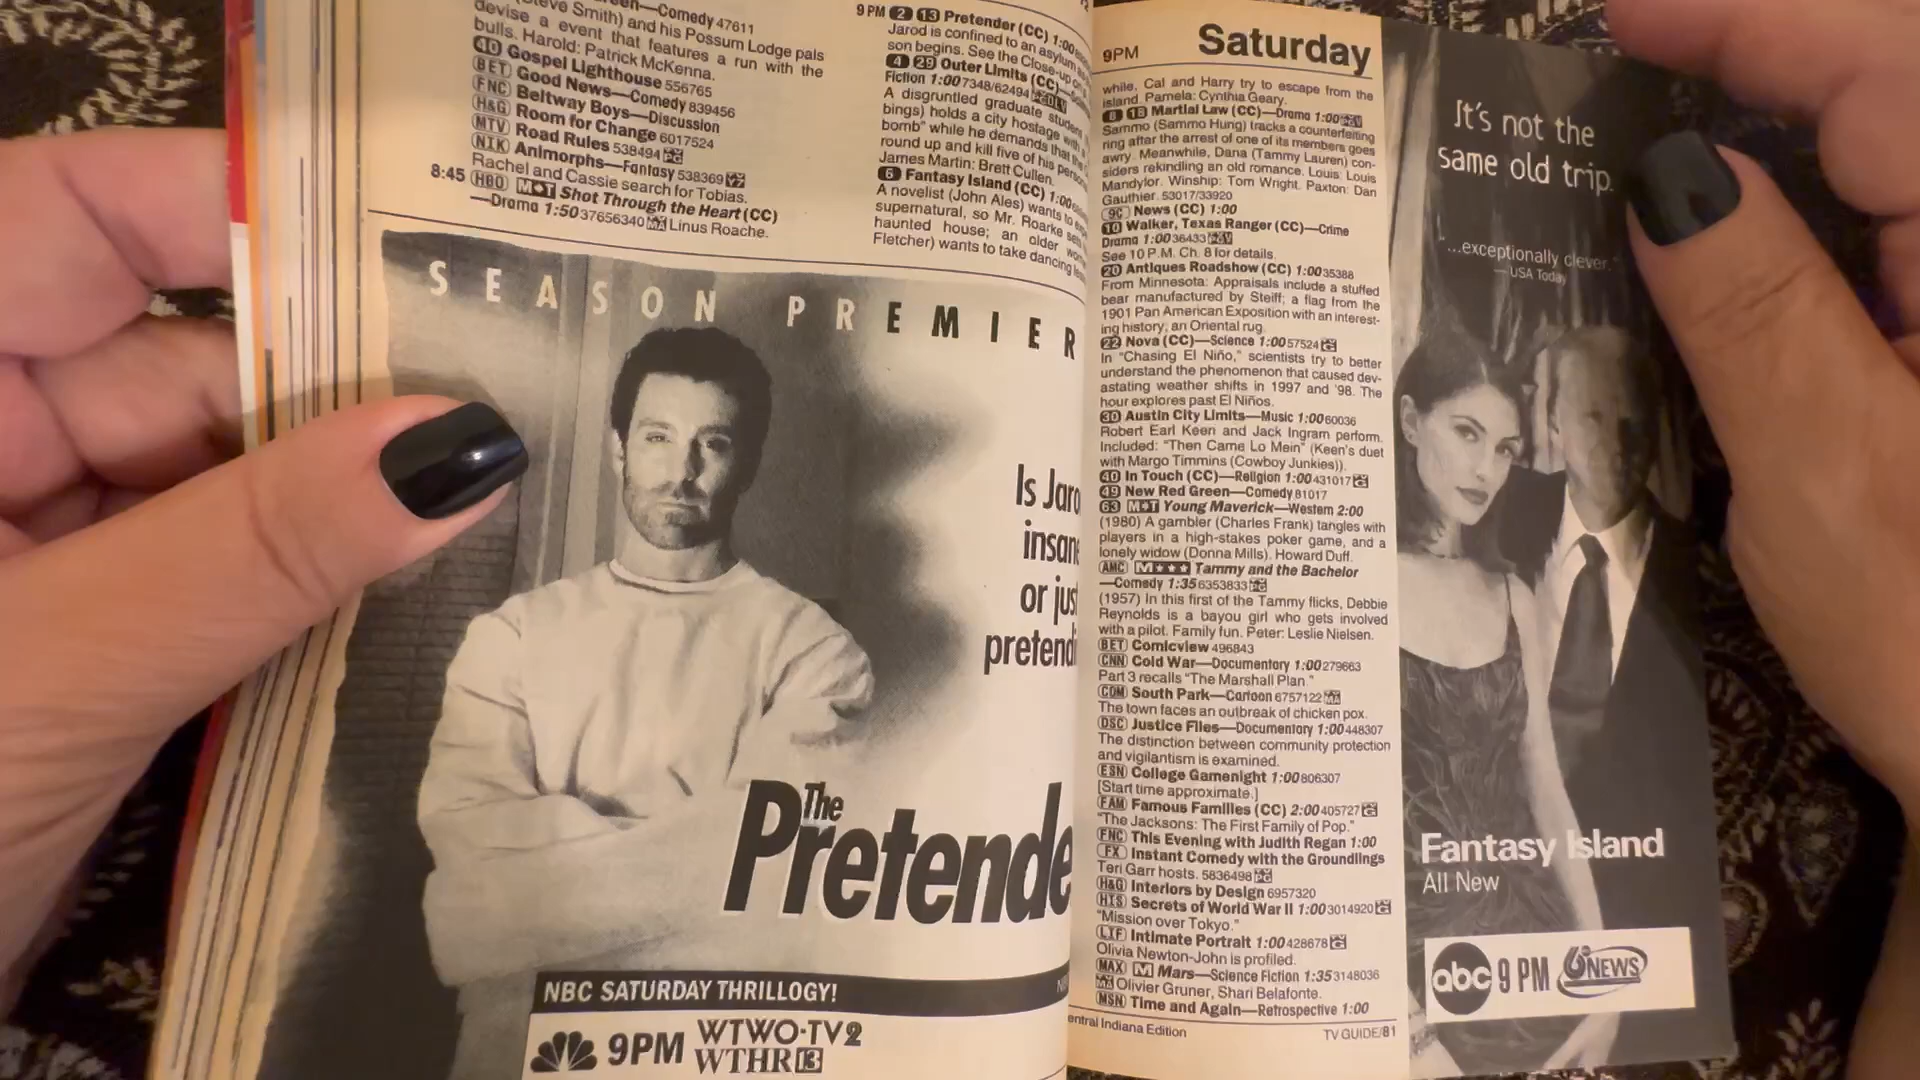 een—Comedy 47611
(Steve Smith) and his Possum Lodge pals
devise a event that features a run with the
bulls. Harold: Patrick McKenna.
40 Gospel Lighthouse 556765
BET Good News—Comedy 839456
FNC Beltway Boys—Discussion
H&G Room for Change 6017524
MTV Road Rules 538494 PG
NIK Animorphs—Fantasy 538369 Y7
Rachel and Cassie search for Tobias.
8:45 HBO M♦T Shot Through the Heart (CC)
—Drama 1:50 37656340 MA Linus Roache.
9 PM 2 13 Pretender (CC) 1:00
Jarod is confined to an asylum
son begins. See the Close-up
4 29 Outer Limits (CC)—
Fiction 1:00 7348/62494
A disgruntled graduate student
bings) holds a city hostage with a
bomb" while he demands that the
round up and kill five of his
James Martin: Brett Cullen.
6 Fantasy Island (CC) 1:00
A novelist (John Ales) wants to
supernatural, so Mr. Roarke
haunted house; an older
Fletcher) wants to take dancing
SEASON PREMIER
Is Jaro
insane
or jus
pretendi
The
Pretende
NBC SATURDAY THRILLOGY!
9PM WTWO·TV2
WTHR13
9PM Saturday
while, Cal and Harry try to escape from the
island. Pamela: Cynthia Geary.
8 18 Martial Law (CC)—Drama 1:00
Sammo (Sammo Hung) tracks a counterfeiting
ring after the arrest of one of its members goes
awry. Meanwhile, Dana (Tammy Lauren) con-
siders rekindling an old romance. Louis: Louis
Mandylor. Winship: Tom Wright. Paxton: Dan
Gauthier. 53017/33920
9C News (CC) 1:00
10 Walker, Texas Ranger (CC)—Crime
Drama 1:00 36433
See 10 P.M. Ch. 8 for details.
20 Antiques Roadshow (CC) 1:00 35388
From Minnesota: Appraisals include a stuffed
bear manufactured by Steiff; a flag from the
1901 Pan American Exposition with an interest-
ing history; an Oriental rug.
22 Nova (CC)—Science 1:00 57524 G
In "Chasing El Niño," scientists try to better
understand the phenomenon that caused dev-
astating weather shifts in 1997 and '98. The
hour explores past El Niños.
30 Austin City Limits—Music 1:00 60036
Robert Earl Keen and Jack Ingram perform.
Included: "Then Came Lo Mein" (Keen's duet
with Margo Timmins (Cowboy Junkies)).
40 In Touch (CC)—Religion 1:00 431017 G
49 New Red Green—Comedy 81017
63 M♦T Young Maverick—Western 2:00
(1980) A gambler (Charles Frank) tangles with
players in a high-stakes poker game, and a
lonely widow (Donna Mills). Howard Duff.
AMC M★★★ Tammy and the Bachelor
—Comedy 1:35 6353833
(1957) In this first of the Tammy flicks, Debbie
Reynolds is a bayou girl who gets involved
with a pilot. Family fun. Peter: Leslie Nielsen.
BET Comicview 496843
CNN Cold War—Documentary 1:00 279663
Part 3 recalls "The Marshall Plan."
COM South Park—Cartoon 6757122 MA
The town faces an outbreak of chicken pox.
DSC Justice Files—Documentary 1:00 448307
The distinction between community protection
and vigilantism is examined.
ESN College Gamenight 1:00 806307
[Start time approximate.]
FAM Famous Families (CC) 2:00 405727 G
"The Jacksons: The First Family of Pop."
FNC This Evening with Judith Regan 1:00
FX Instant Comedy with the Groundlings
Teri Garr hosts. 5836498 PG
H&G Interiors by Design 6957320
HIS Secrets of World War II 1:00 3014920 G
"Mission over Tokyo."
LIF Intimate Portrait 1:00 428678 G
Olivia Newton-John is profiled.
MAX M Mars—Science Fiction 1:35 3148036
MA Olivier Gruner, Shari Belafonte.
MSN Time and Again—Retrospective 1:00
entral Indiana Edition TV GUIDE/81
It's not the
same old trip.
"...exceptionally clever."
—USA Today
Fantasy Island
All New
abc 9 PM 6 NEWS